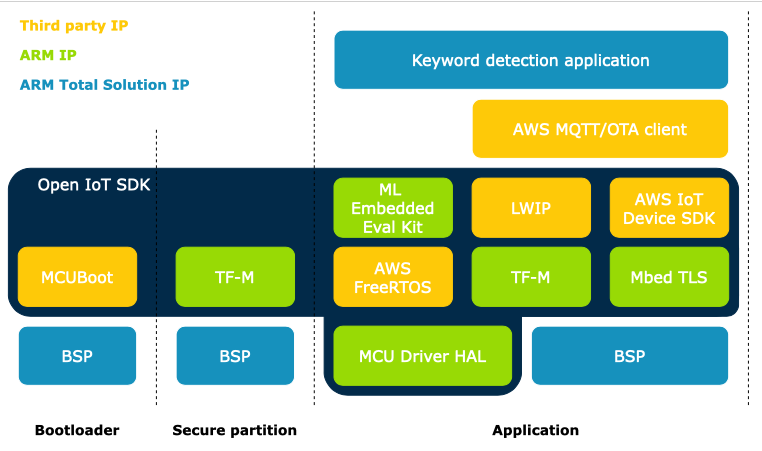 Third party IP
ARM IP
ARM Total Solution IP
Keyword detection application
AWS MQTT/OTA client
Open IoT SDK
ML
Embedded
Eval Kit
LWIP
AWS IoT
Device SDK
MCUBoot
TF-M
AWS
FreeRTOS
TF-M
Mbed TLS
BSP
BSP
MCU Driver HAL
BSP
Bootloader
Secure partition
Application